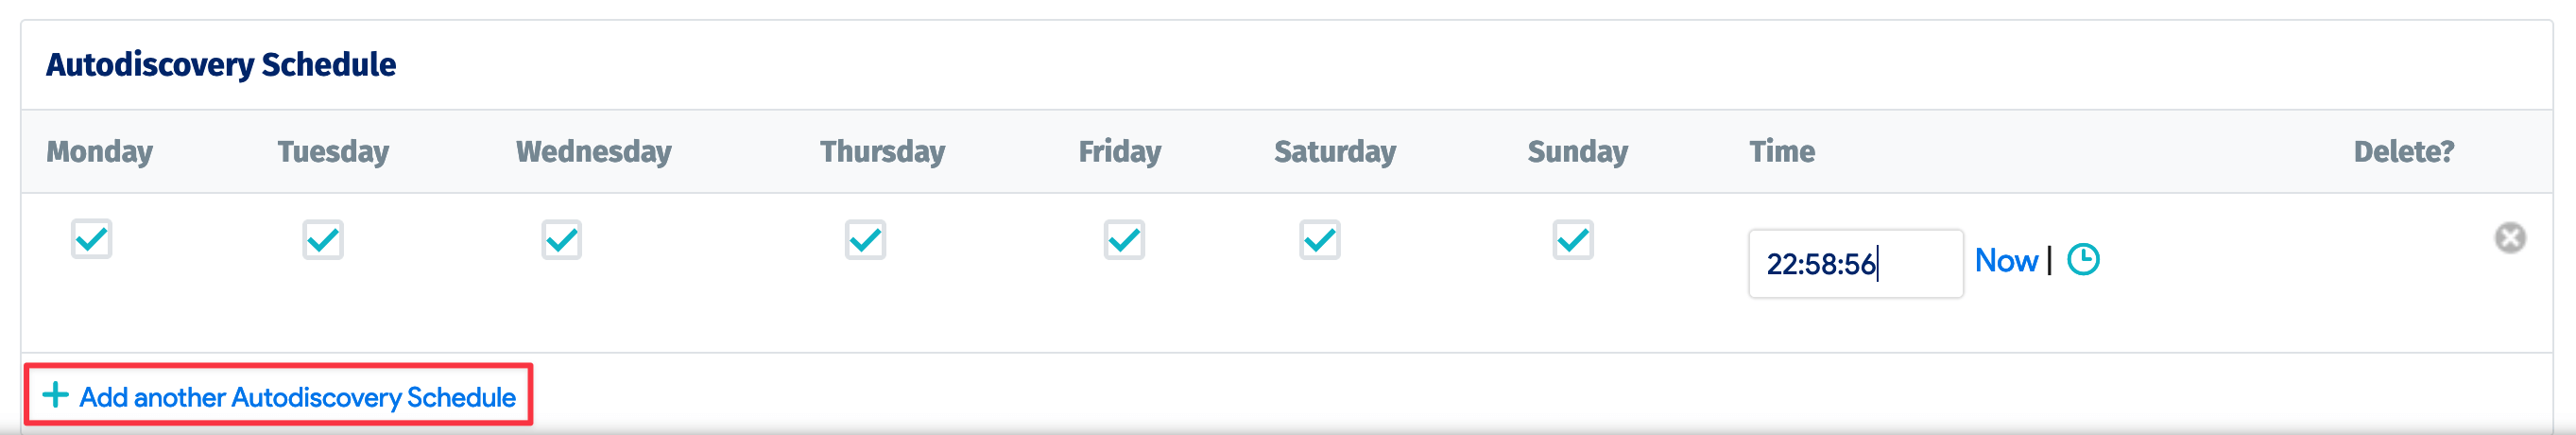 Autodiscovery Schedule
Monday Tuesday Wednesday Thursday Friday Saturday Sunday Time Delete?
22:58:56 Now |
+ Add another Autodiscovery Schedule